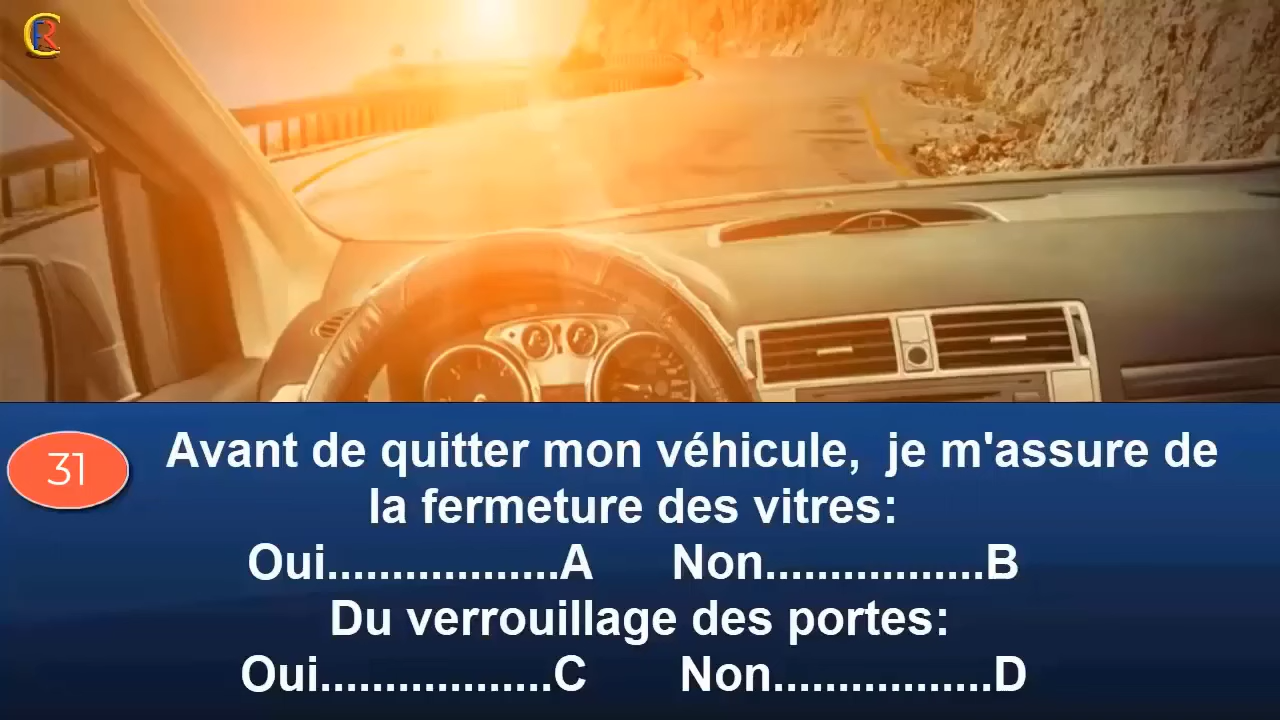 CFR
31
Avant de quitter mon véhicule,  je m'assure de
la fermeture des vitres:
Oui..................A Non.................B
Du verrouillage des portes:
Oui..................C Non.................D